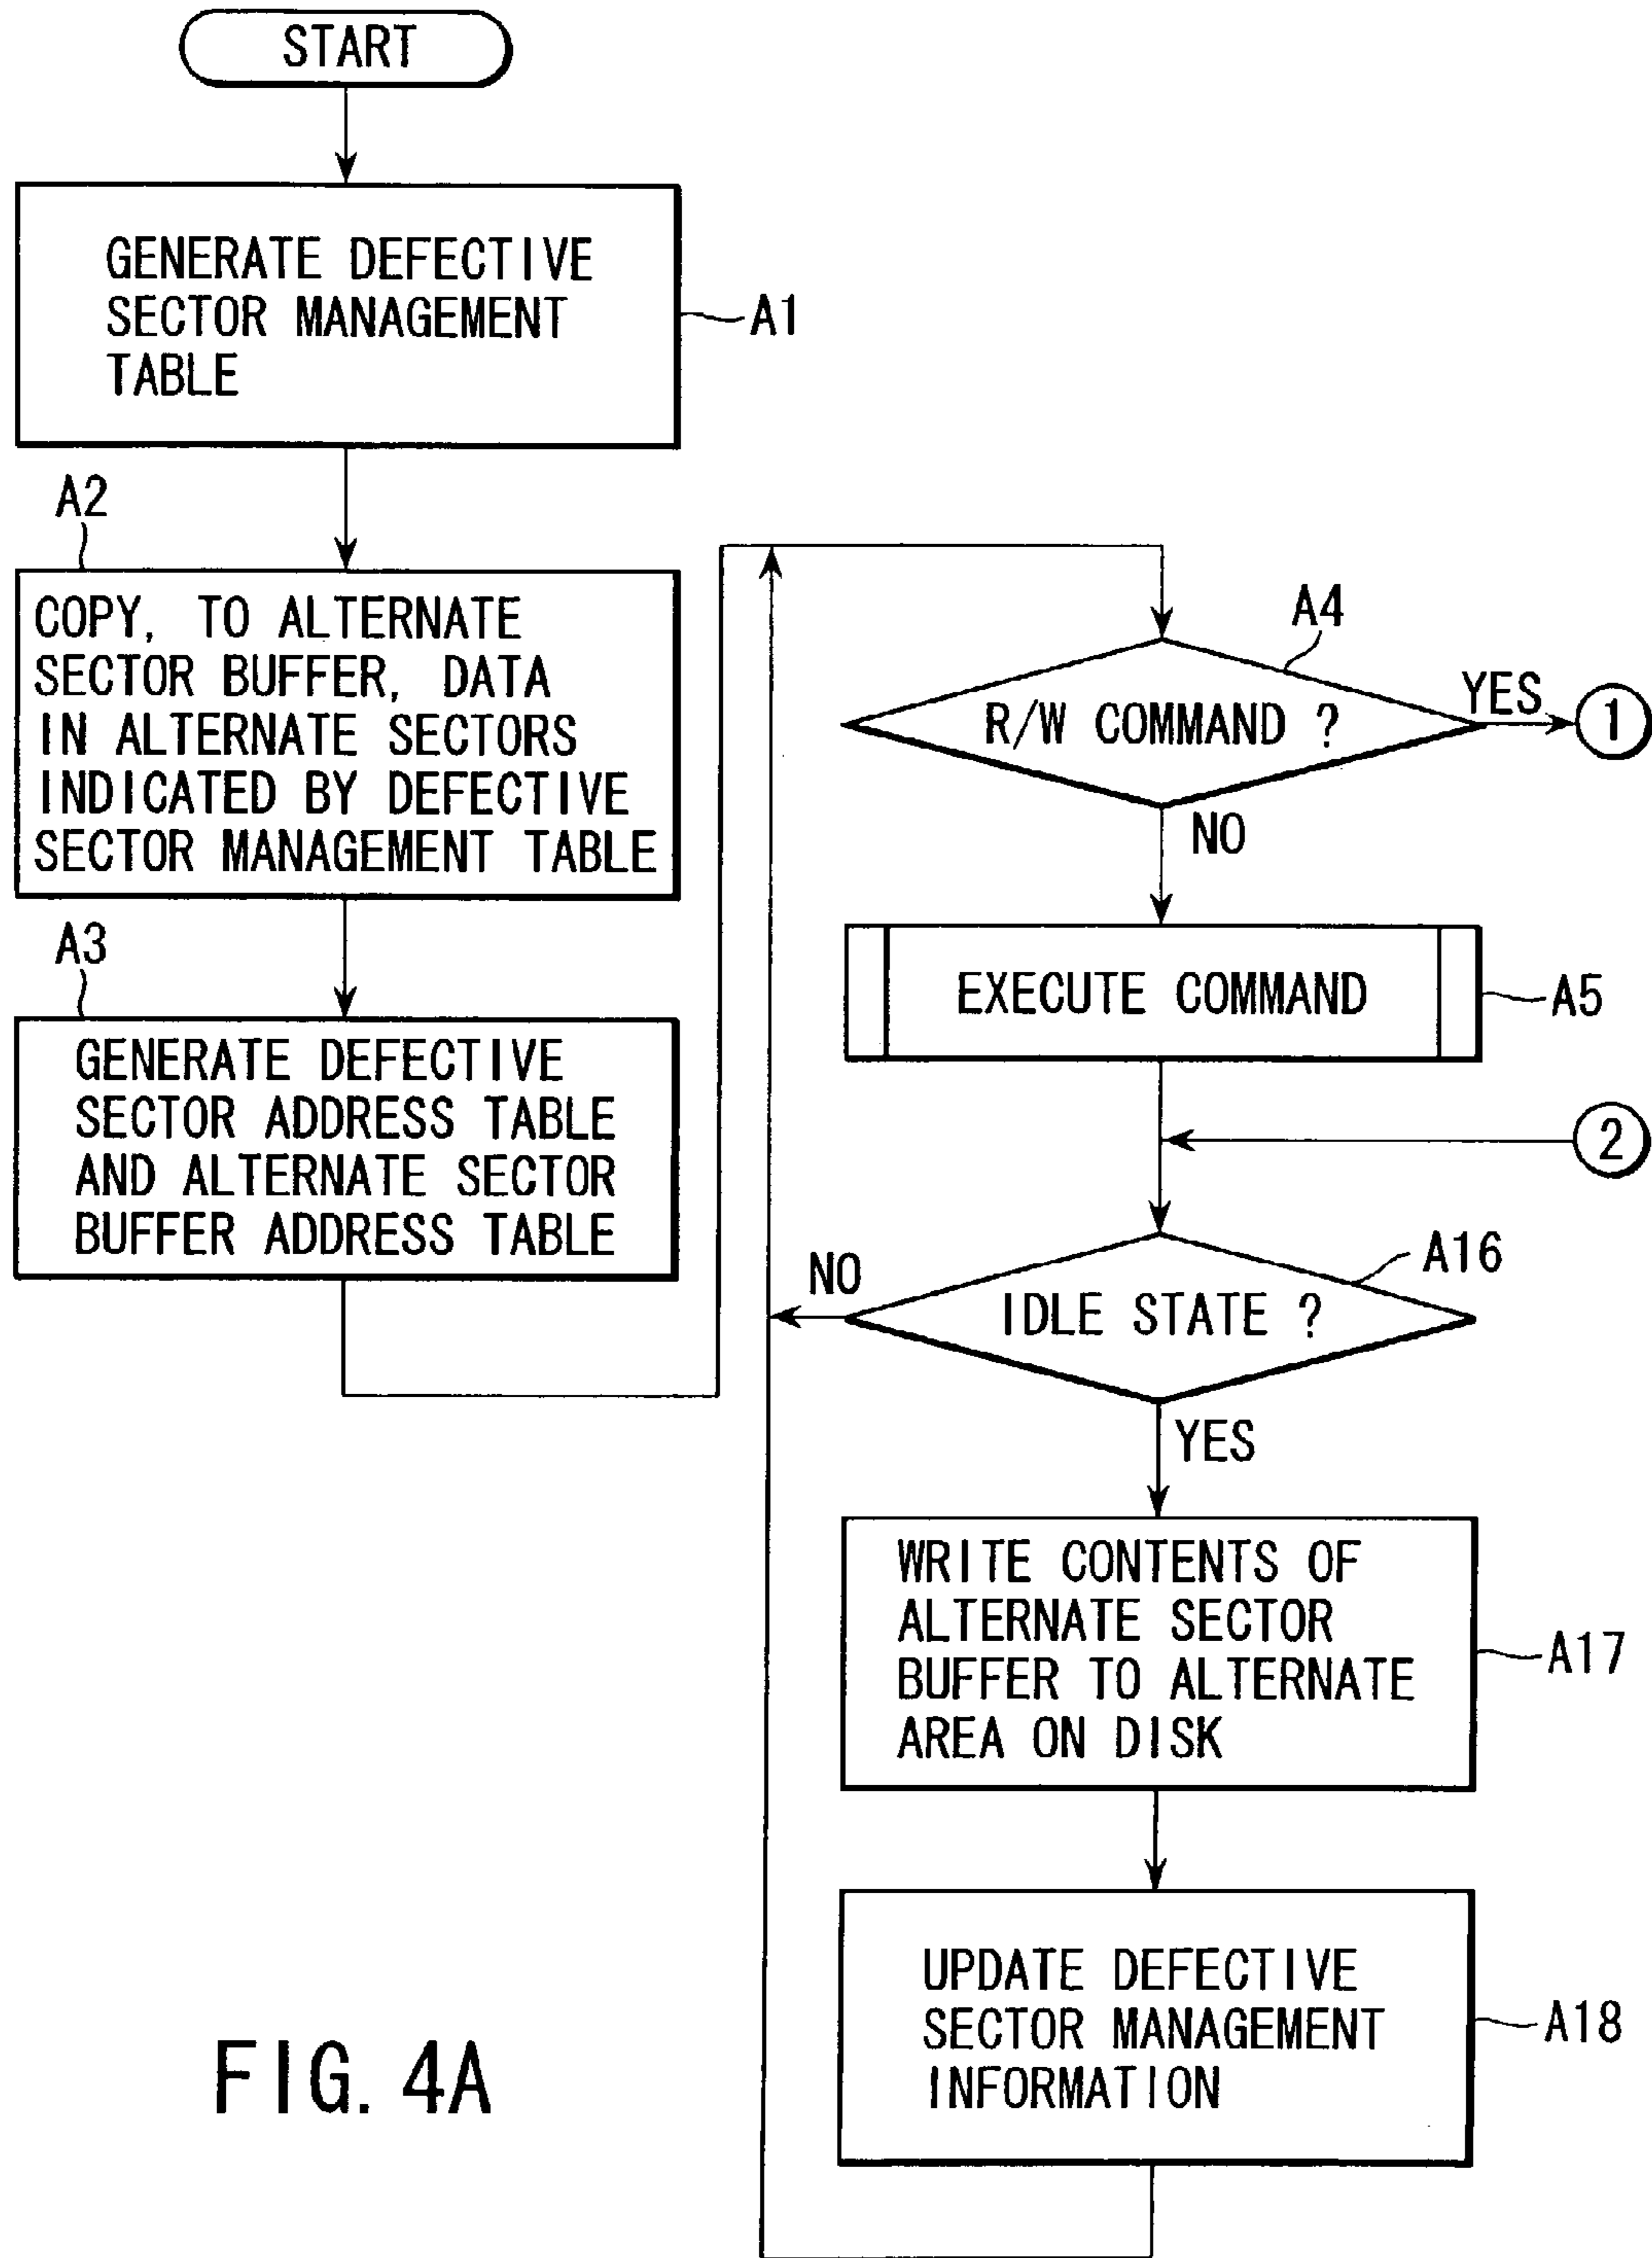 START
GENERATE DEFECTIVE
SECTOR MANAGEMENT
TABLE
A1
A2
COPY, TO ALTERNATE
SECTOR BUFFER, DATA
IN ALTERNATE SECTORS
INDICATED BY DEFECTIVE
SECTOR MANAGEMENT TABLE
A3
GENERATE DEFECTIVE
SECTOR ADDRESS TABLE
AND ALTERNATE SECTOR
BUFFER ADDRESS TABLE
A4
R/W COMMAND ?
YES
1
NO
EXECUTE COMMAND
A5
2
A16
IDLE STATE ?
NO
YES
WRITE CONTENTS OF
ALTERNATE SECTOR
BUFFER TO ALTERNATE
AREA ON DISK
A17
UPDATE DEFECTIVE
SECTOR MANAGEMENT
INFORMATION
A18
FIG. 4A